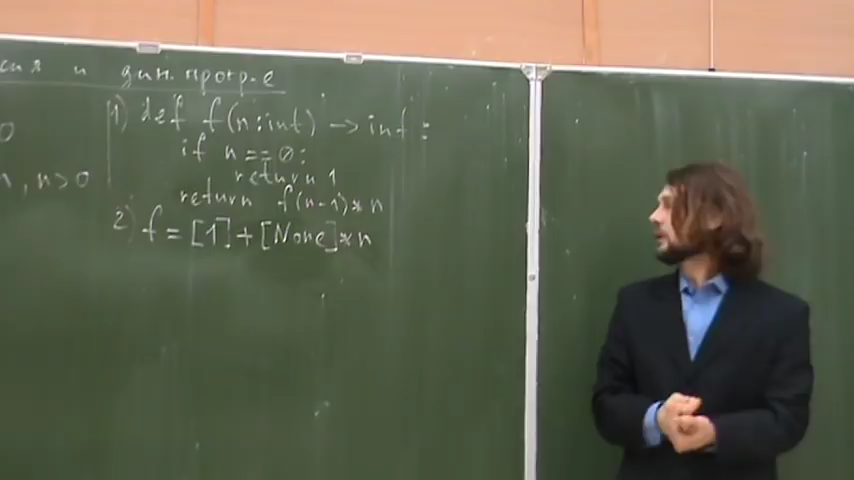 и дин. прогр-е
0
1) def f(n:int) -> int:
n, n>0
if n == 0:
return 1
return f(n-1)*n
2) f = [1] + [None]*n